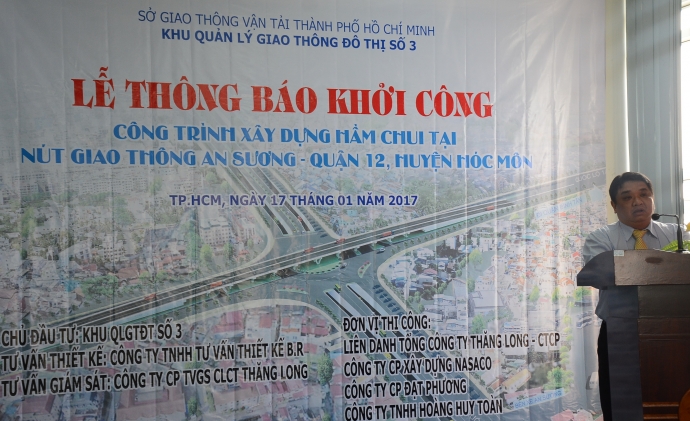 SỞ GIAO THÔNG VẬN TẢI THÀNH PHỐ HỒ CHÍ MINH
KHU QUẢN LÝ GIAO THÔNG ĐÔ THỊ SỐ 3
LỄ THÔNG BÁO KHỞI CÔNG
CÔNG TRÌNH XÂY DỰNG HẦM CHUI TẠI
NÚT GIAO THÔNG AN SƯƠNG - QUẬN 12, HUYỆN HÓC MÔN
TP.HCM, NGÀY 17 THÁNG 01 NĂM 2017
CHỦ ĐẦU TƯ: KHU QLGTĐT SỐ 3
TƯ VẤN THIẾT KẾ: CÔNG TY TNHH TƯ VẤN THIẾT KẾ B.R
TƯ VẤN GIÁM SÁT: CÔNG TY CP TVGS CLCT THĂNG LONG
ĐƠN VỊ THI CÔNG:
LIÊN DANH TỔNG CÔNG TY THĂNG LONG - CTCP
CÔNG TY CP XÂY DỰNG NASACO
CÔNG TY CP ĐẠT PHƯƠNG
CÔNG TY TNHH HOÀNG HUY TOÀN